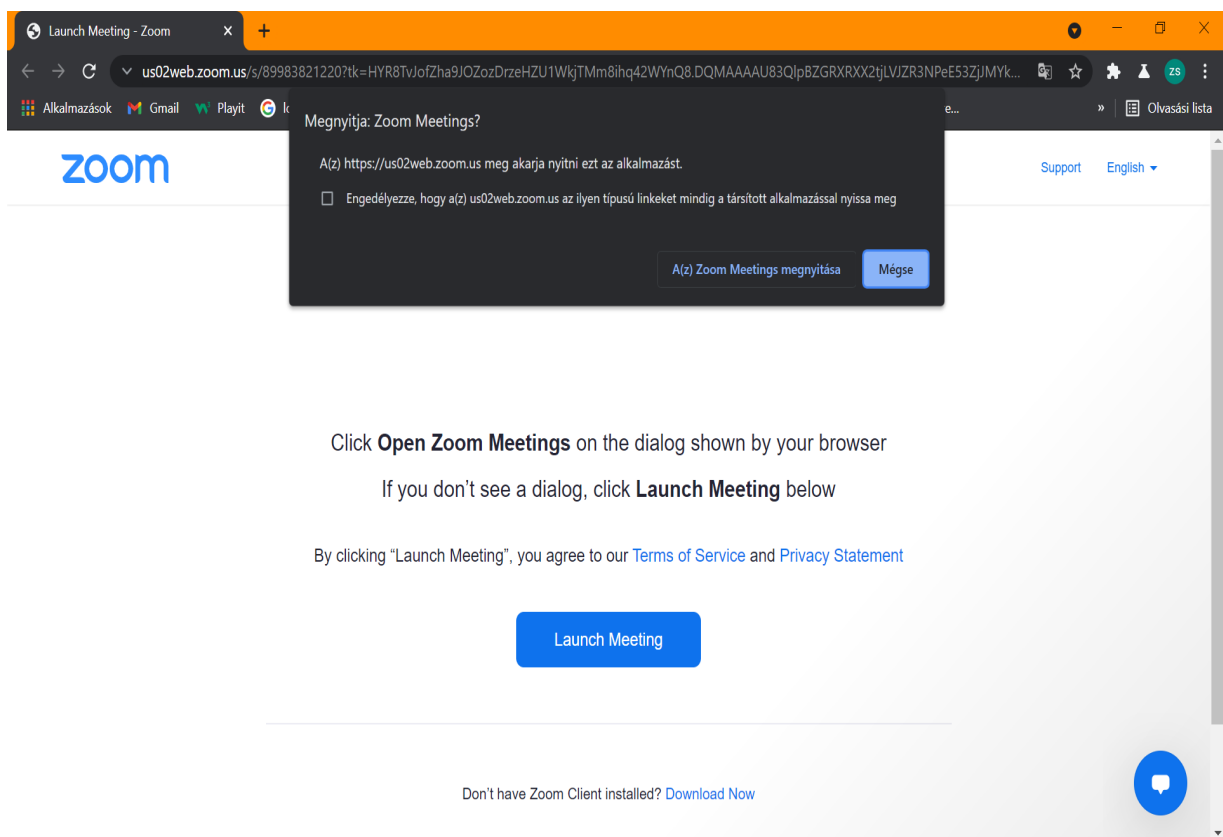 Launch Meeting - Zoom
us02web.zoom.us/s/89983821220?tk=HYR8TvJofZha9JOZozDrzeHZU1WkjTMm8ihq42WYnQ8.DQMAAAAU83QlpBZGRXRXX2tjLVJZR3NPeE53ZjJMYk...
ZS
Alkalmazások Gmail Playit e... » Olvasási lista
Megnyitja: Zoom Meetings?
A(z) https://us02web.zoom.us meg akarja nyitni ezt az alkalmazást.
Engedélyezze, hogy a(z) us02web.zoom.us az ilyen típusú linkeket mindig a társított alkalmazással nyissa meg
A(z) Zoom Meetings megnyitása Mégse
zoom Support English
Click Open Zoom Meetings on the dialog shown by your browser
If you don't see a dialog, click Launch Meeting below
By clicking “Launch Meeting”, you agree to our Terms of Service and Privacy Statement
Launch Meeting
Don't have Zoom Client installed? Download Now